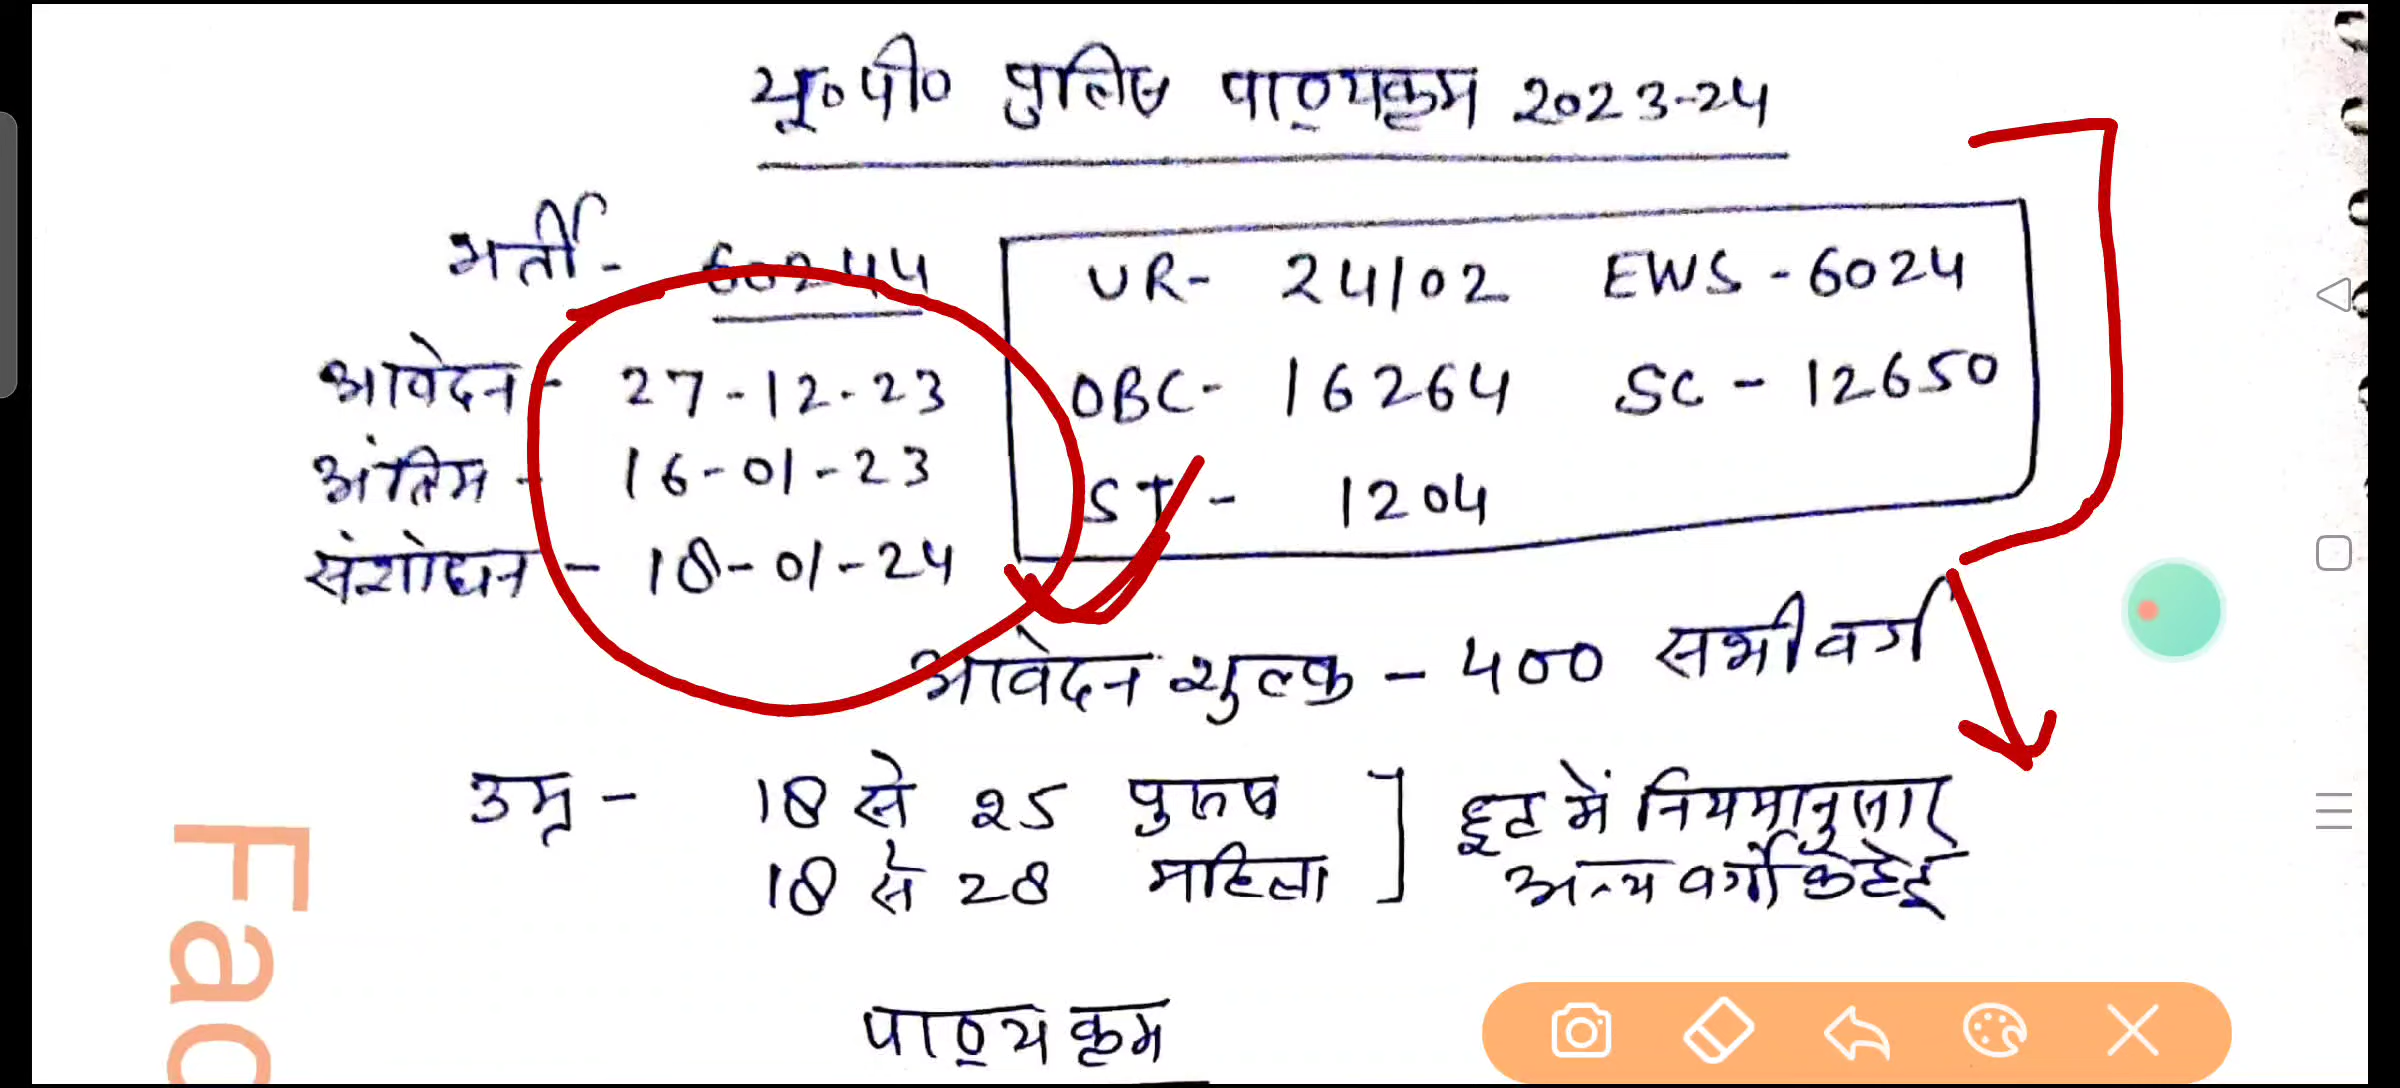 यू॰पी॰ पुलिस पाठ्यक्रम 2023-24
भर्ती - 60244
UR- 24102 EWS - 6024
आवेदन - 27-12-23
OBC- 16264 SC - 12650
अंतिम - 16-01-23
ST - 1204
संशोधन - 18-01-24
आवेदन शुल्क - 400 सभी वर्ग
उम्र - 18 से 25 पुरुष
18 से 28 महिला
छूट में नियमानुसार
अन्य वर्गो के हेतु
पाठ्यक्रम
Fac